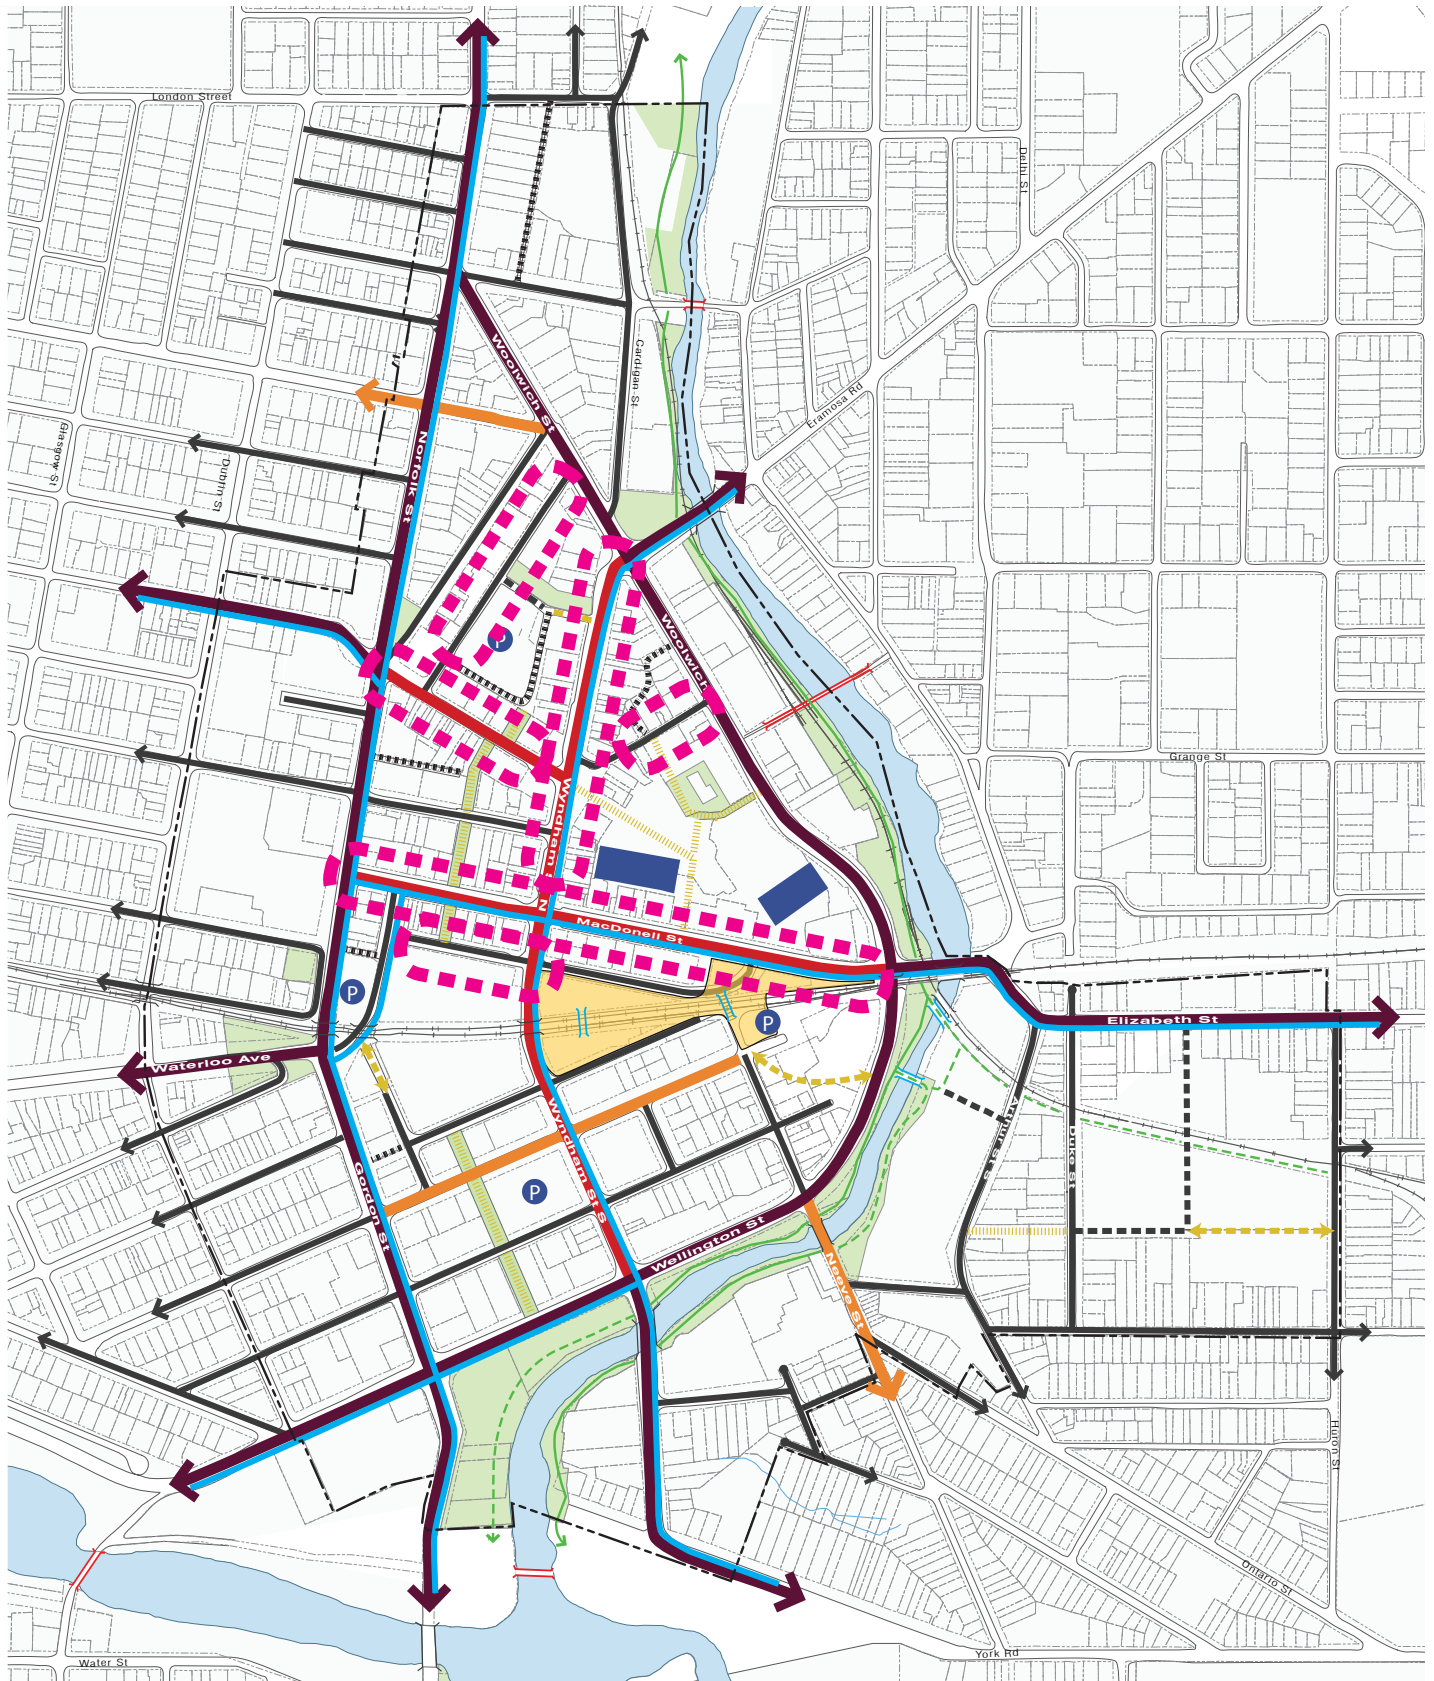 London Street
Delhi St
Woolwich St
Cardigan St
Eramosa Rd
Glasgow St
Dublin St
Norfolk St
Woolwich
P
Grange St
Wyndham
N
MacDonell St
P
P
Elizabeth St
Waterloo Ave
Arthur St S
Duke St
Wyndham St S
P
Gordon St
Wellington St
Neeve St
Huron St
Ontario St
York Rd
Water St